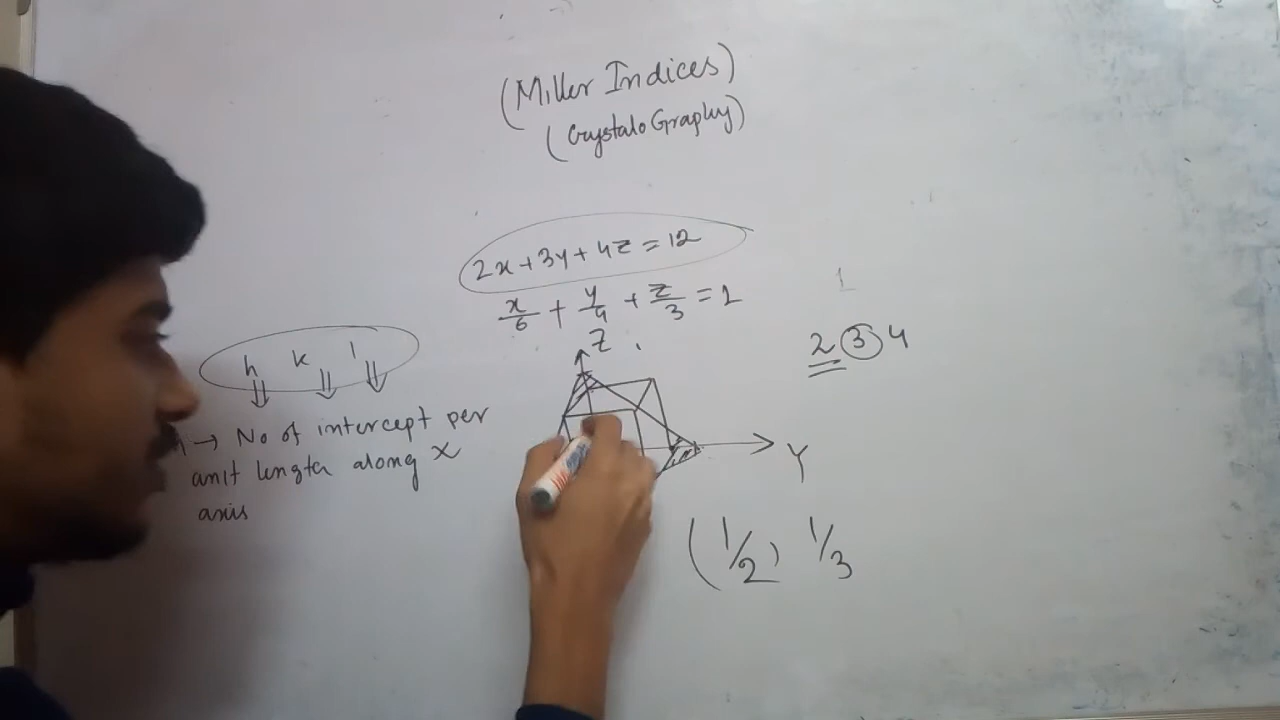 (Miller Indices)
(CrystaloGraphy)
2x+3y+4z=12
x/6 + y/4 + z/3 = 1
1
2 3 4
h k l
→ No of intercept per
unit length along x
axis
Z
Y
(1/2, 1/3